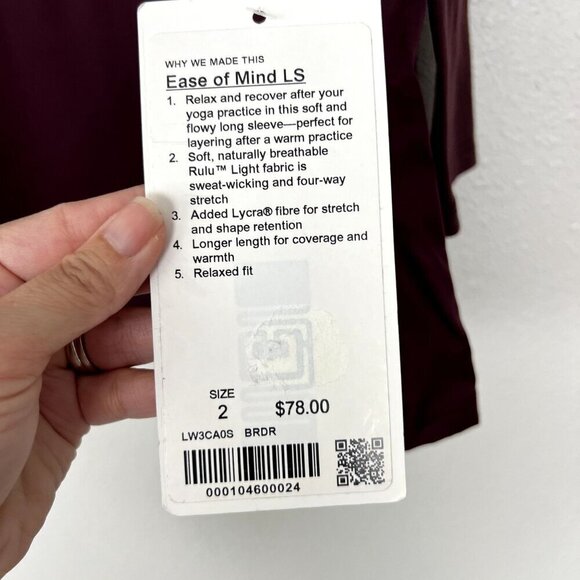 WHY WE MADE THIS
Ease of Mind LS
1. Relax and recover after your
yoga practice in this soft and
flowy long sleeve—perfect for
layering after a warm practice
2. Soft, naturally breathable
Rulu™ Light fabric is
sweat-wicking and four-way
stretch
3. Added Lycra® fibre for stretch
and shape retention
4. Longer length for coverage and
warmth
5. Relaxed fit
SIZE
2 $78.00
LW3CA0S BRDR
000104600024